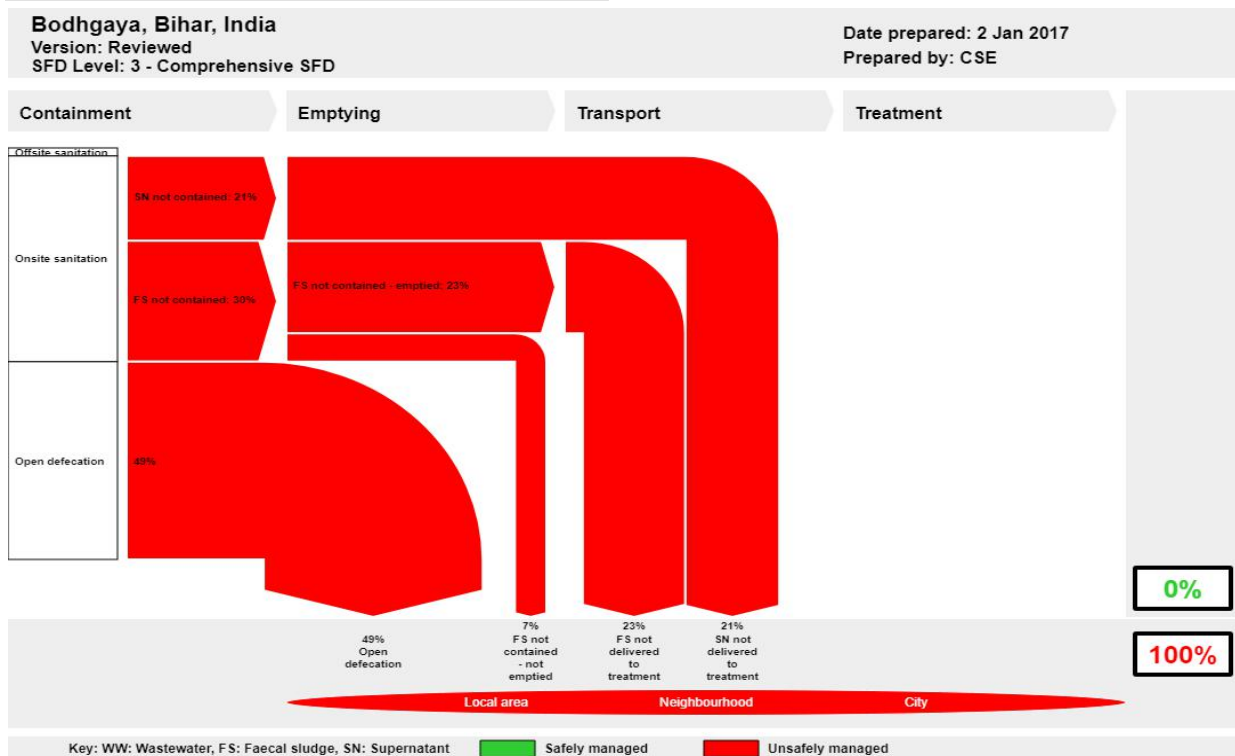 Bodhgaya, Bihar, India
Version: Reviewed
SFD Level: 3 - Comprehensive SFD
Date prepared: 2 Jan 2017
Prepared by: CSE
Containment
Emptying
Transport
Treatment
Offsite sanitation
SN not contained: 21%
Onsite sanitation
FS not contained: 30%
FS not contained - emptied: 23%
Open defecation
49%
0%
100%
49%
Open
defecation
7%
FS not
contained
- not
emptied
23%
FS not
delivered
to
treatment
21%
SN not
delivered
to
treatment
Local area
Neighbourhood
City
Key: WW: Wastewater, FS: Faecal sludge, SN: Supernatant
Safely managed
Unsafely managed